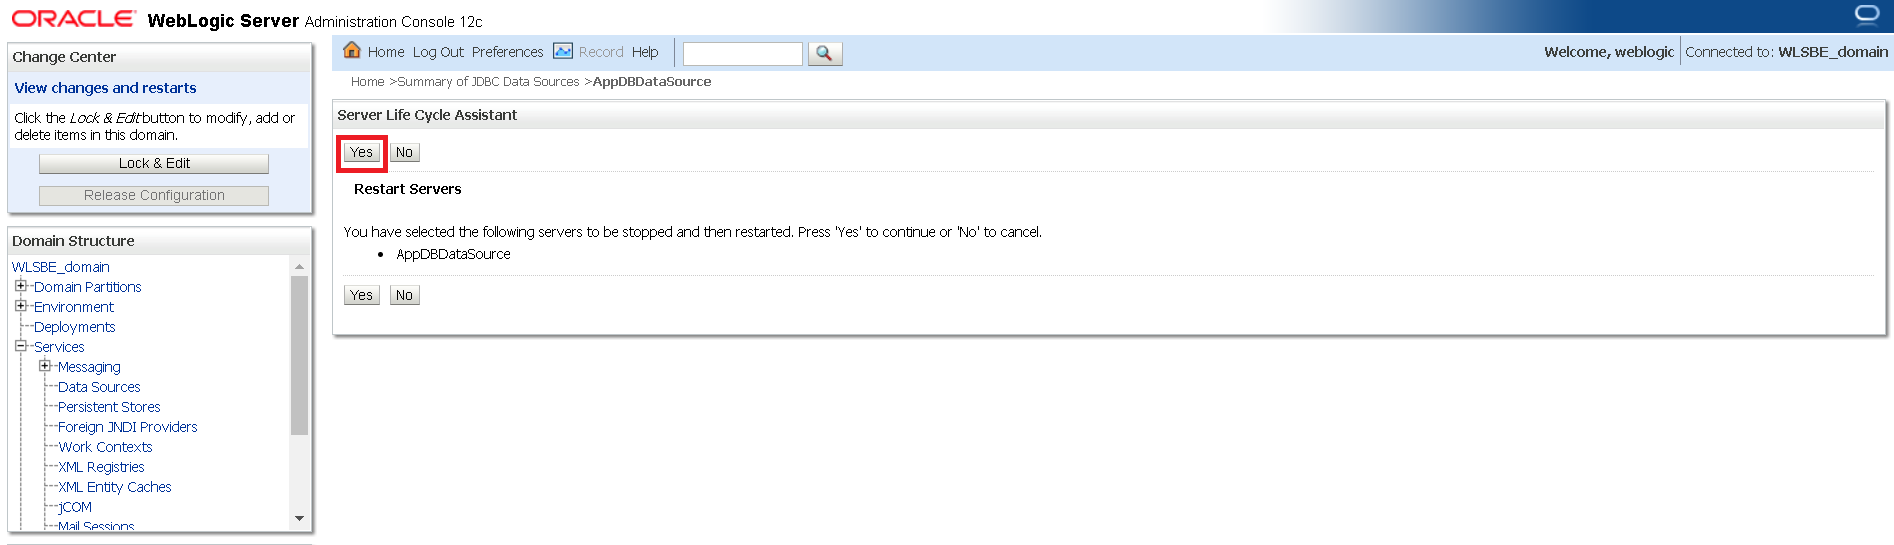 ORACLE WebLogic Server Administration Console 12c
Change Center
View changes and restarts
Click the Lock & Edit button to modify, add or
delete items in this domain.
Lock & Edit
Release Configuration
Domain Structure
WLSBE_domain
Domain Partitions
Environment
Deployments
Services
Messaging
Data Sources
Persistent Stores
Foreign JNDI Providers
Work Contexts
XML Registries
XML Entity Caches
jCOM
Mail Sessions
Home Log Out Preferences Record Help
Welcome, weblogic Connected to: WLSBE_domain
Home >Summary of JDBC Data Sources >AppDBDataSource
Server Life Cycle Assistant
Yes No
Restart Servers
You have selected the following servers to be stopped and then restarted. Press 'Yes' to continue or 'No' to cancel.
• AppDBDataSource
Yes No